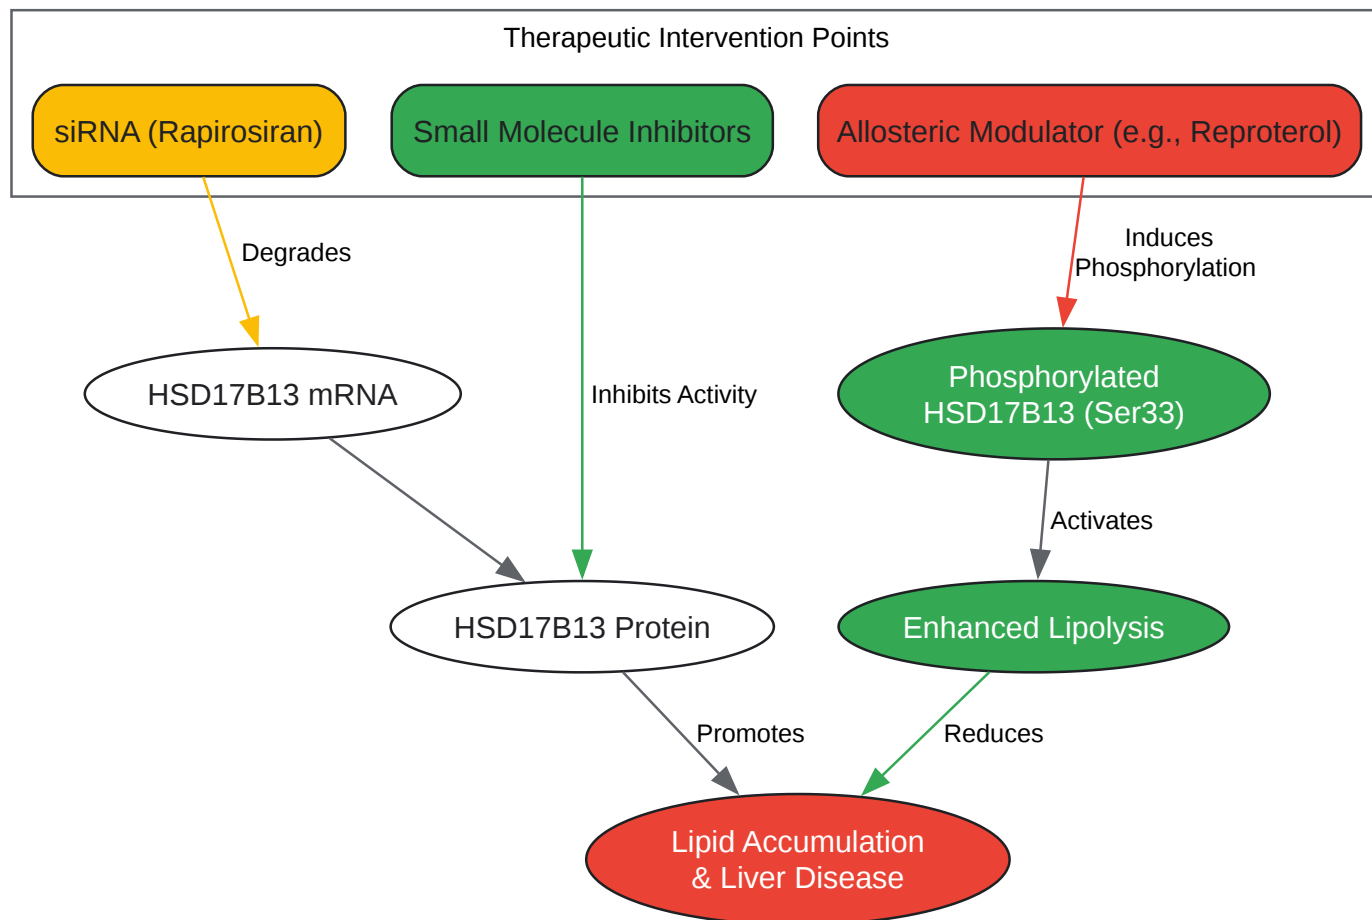 Therapeutic Intervention Points
siRNA (Rapirosiran)
Small Molecule Inhibitors
Allosteric Modulator (e.g., Reproterol)
Degrades
Induces
Phosphorylation
HSD17B13 mRNA
Inhibits Activity
Phosphorylated
HSD17B13 (Ser33)
Activates
HSD17B13 Protein
Enhanced Lipolysis
Promotes
Reduces
Lipid Accumulation
& Liver Disease